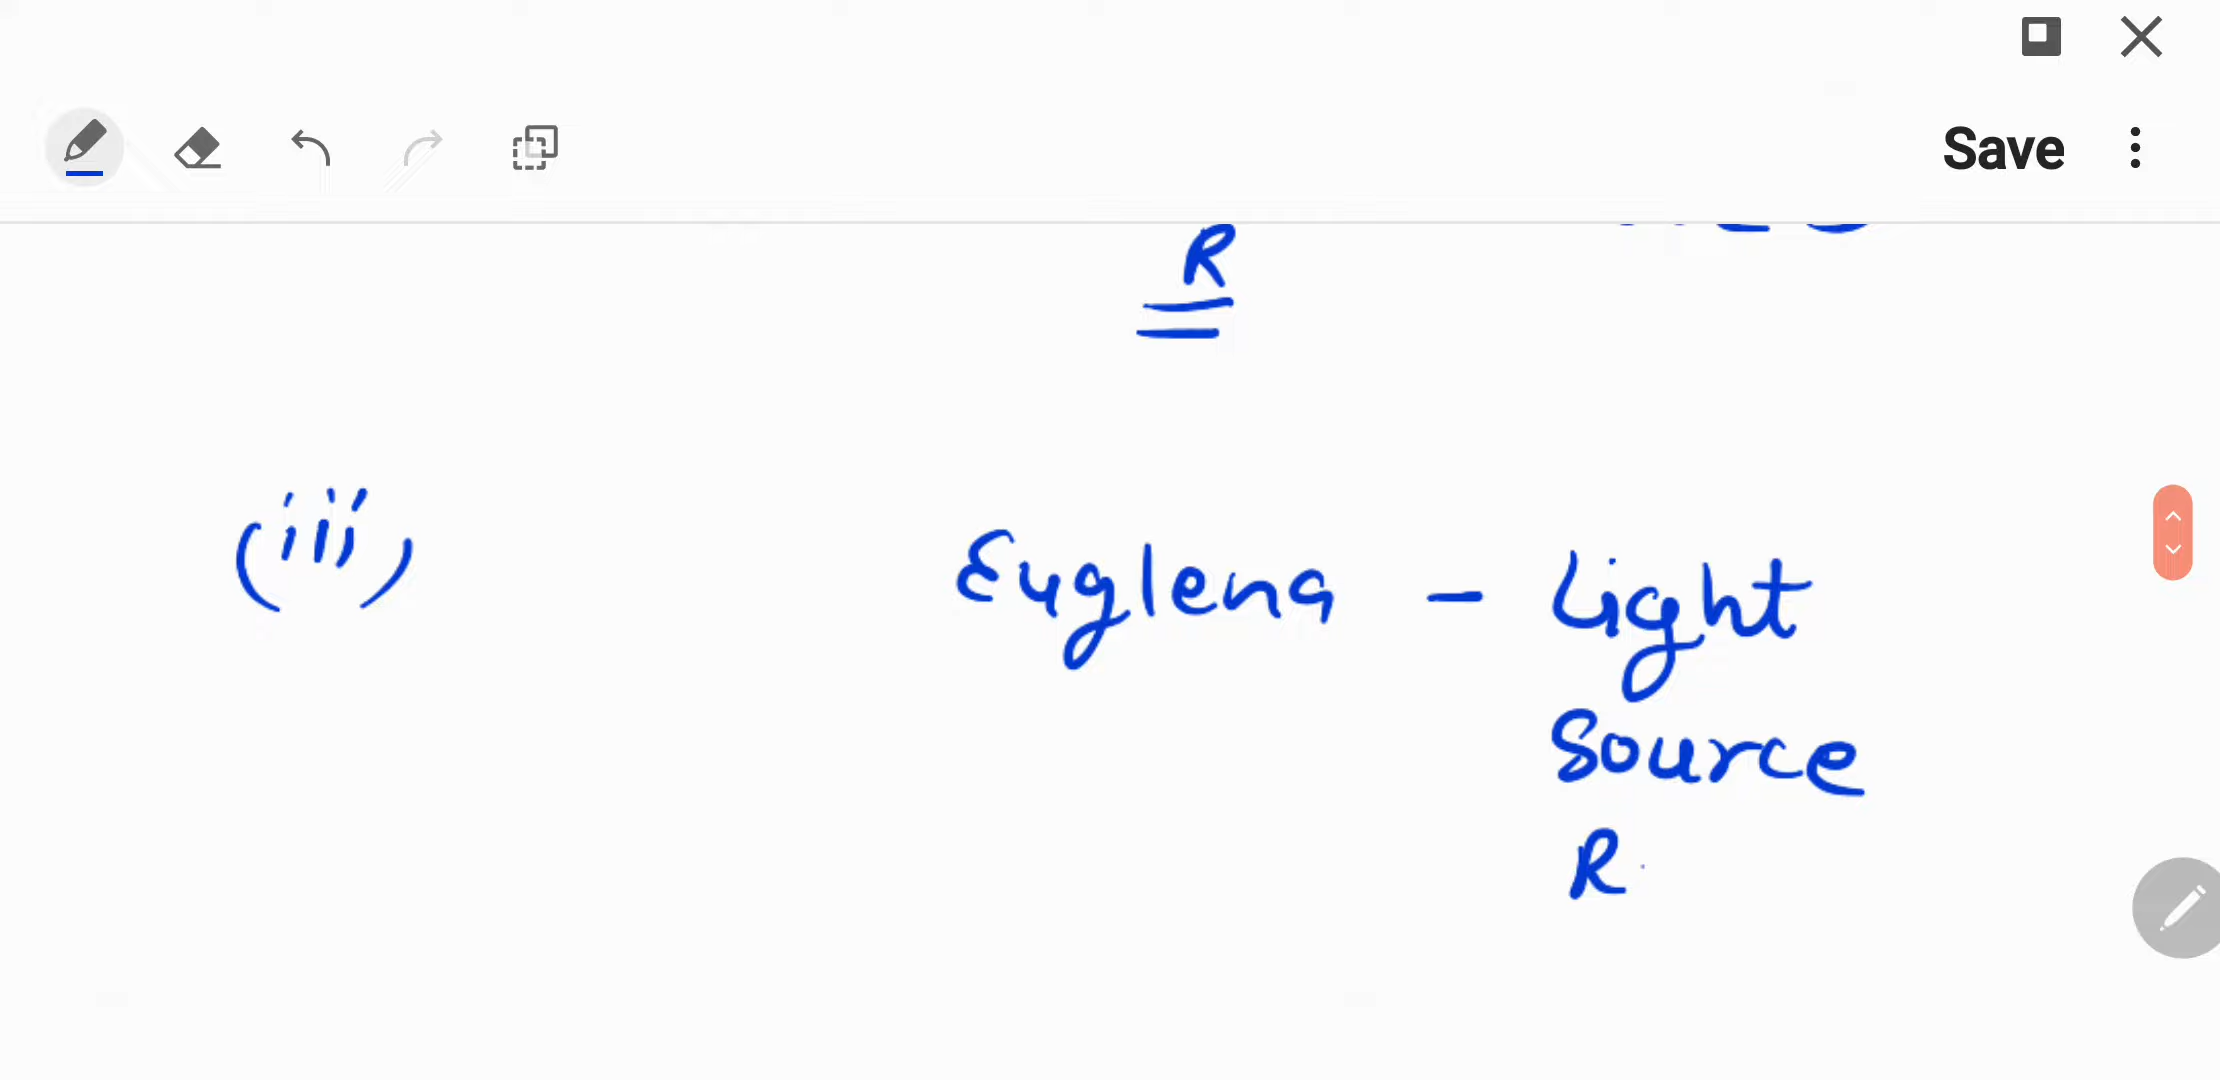 Save
R
(iii) Euglena - Light
Source
R